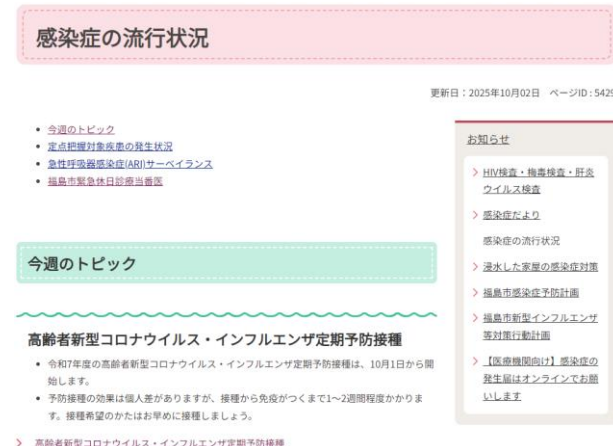 感染症の流行状況
更新日：2025年10月02日　ページID : 5429
今週のトピック
定点把握対象疾患の発生状況
急性呼吸器感染症(ARI)サーベイランス
福島市緊急休日診療当番医
今週のトピック
高齢者新型コロナウイルス・インフルエンザ定期予防接種
令和7年度の高齢者新型コロナウイルス・インフルエンザ定期予防接種は、10月1日から開
始します。
予防接種の効果は個人差がありますが、接種から免疫がつくまで1～2週間程度かかりま
す。接種希望のかたはお早めに接種しましょう。
高齢者新型コロナウイルス・インフルエンザ定期予防接種
お知らせ
HIV検査・梅毒検査・肝炎
ウイルス検査
感染症だより
感染症の流行状況
浸水した家屋の感染症対策
福島市感染症予防計画
福島市新型インフルエンザ
等対策行動計画
【医療機関向け】感染症の
発生届はオンラインでお願
いします